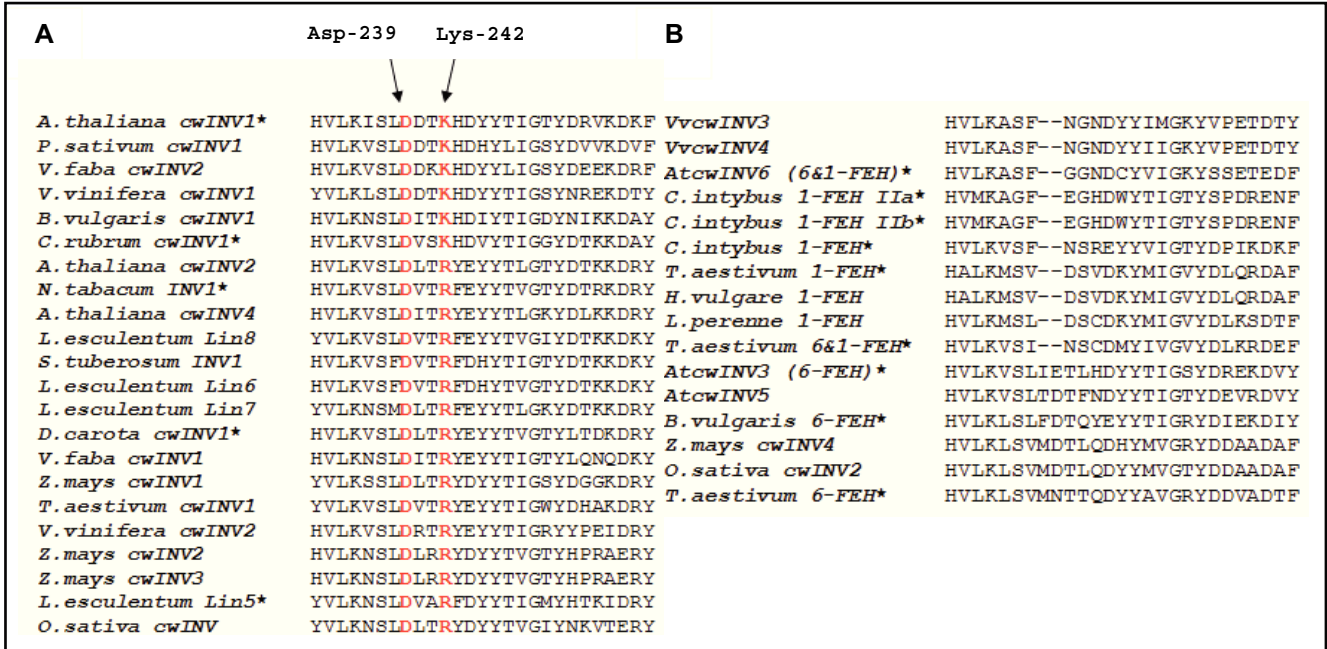 A Asp-239 Lys-242 B
A.thaliana cwINV1* HVLKISLDDTKHDYYTIGTYDRVKDKF
P.sativum cwINV1 HVLKVSLDDTKHDHYLIGSYDVVKDVF
V.faba cwINV2 HVLKVSLDDKKHDYYLIGSYDEEKDRF
V.vinifera cwINV1 YVLKLSLDDTKHDYYTIGSYNREKDTY
B.vulgaris cwINV1 HVLKNSLDITKHDIYTIGDYNIKKDAY
C.rubrum cwINV1* HVLKVSLDVSKHDVYTIGGYDTKKDAY
A.thaliana cwINV2 HVLKVSLDLTRYEYYTLGTYDTKKDRY
N.tabacum INV1* HVLKVSLDVTRFEYYTVGTYDTRKDRY
A.thaliana cwINV4 HVLKVSLDITRYEYYTLGKYDLKKDRY
L.esculentum Lin8 YVLKVSLDVTRFEYYTVGIYDTKKDRY
S.tuberosum INV1 HVLKVSFDVTRFDHYTIGTYDTKKDKY
L.esculentum Lin6 HVLKVSFDVTRFDHYTVGTYDTKKDKY
L.esculentum Lin7 YVLKNSMDLTRFEYYTLGKYDTKKDRY
D.carota cwINV1* HVLKVSLDLTRYEYYTVGTYLTDKDRY
V.faba cwINV1 HVLKNSLDITRYEYYTIGTYLQNQDKY
Z.mays cwINV1 YVLKSSLDLTRYDYYTIGSYDGGKDRY
T.aestivum cwINV1 YVLKVSLDVTRYEYYTIGWYDHAKDRY
V.vinifera cwINV2 HVLKVSLDRTRYEYYTIGRYYPEIDRY
Z.mays cwINV2 HVLKNSLDLRRYDYYTVGTYHPRAERY
Z.mays cwINV3 HVLKNSLDLRRYDYYTVGTYHPRAERY
L.esculentum Lin5* YVLKNSLDVARFDYYTIGMYHTKIDRY
O.sativa cwINV YVLKNSLDLTRYDYYTVGIYNKVTERY
VvcwINV3 HVLKASF--NGNDYYIMGKYVPETDTY
VvcwINV4 HVLKASF--NGNDYYIIGKYVPETDTY
AtcwINV6 (6&1-FEH)* HVLKASF--GGNDCYVIGKYSSETEDF
C.intybus 1-FEH IIa* HVMKAGF--EGHDWYTIGTYSPDRENF
C.intybus 1-FEH IIb* HVMKAGF--EGHDWYTIGTYSPDRENF
C.intybus 1-FEH* HVLKVSF--NSREYYVIGTYDPIKDKF
T.aestivum 1-FEH* HALKMSV--DSVDKYMIGVYDLQRDAF
H.vulgare 1-FEH HALKMSV--DSVDKYMIGVYDLQRDAF
L.perenne 1-FEH HVLKMSL--DSCDKYMIGVYDLKSDTF
T.aestivum 6&1-FEH* HVLKVSI--NSCDMYIVGVYDLKRDEF
AtcwINV3 (6-FEH)* HVLKVSLIETLHDYYTIGSYDREKDVY
AtcwINV5 HVLKVSLTDTFNDYYTIGTYDEVRDVY
B.vulgaris 6-FEH* HVLKLSLFDTQYEYYTIGRYDIEKDIY
Z.mays cwINV4 HVLKLSVMDTLQDHYMVGRYDDAADAF
O.sativa cwINV2 HVLKLSVMDTLQDYYMVGTYDDAADAF
T.aestivum 6-FEH* HVLKLSVMNTTQDYYAVGRYDDVADTF